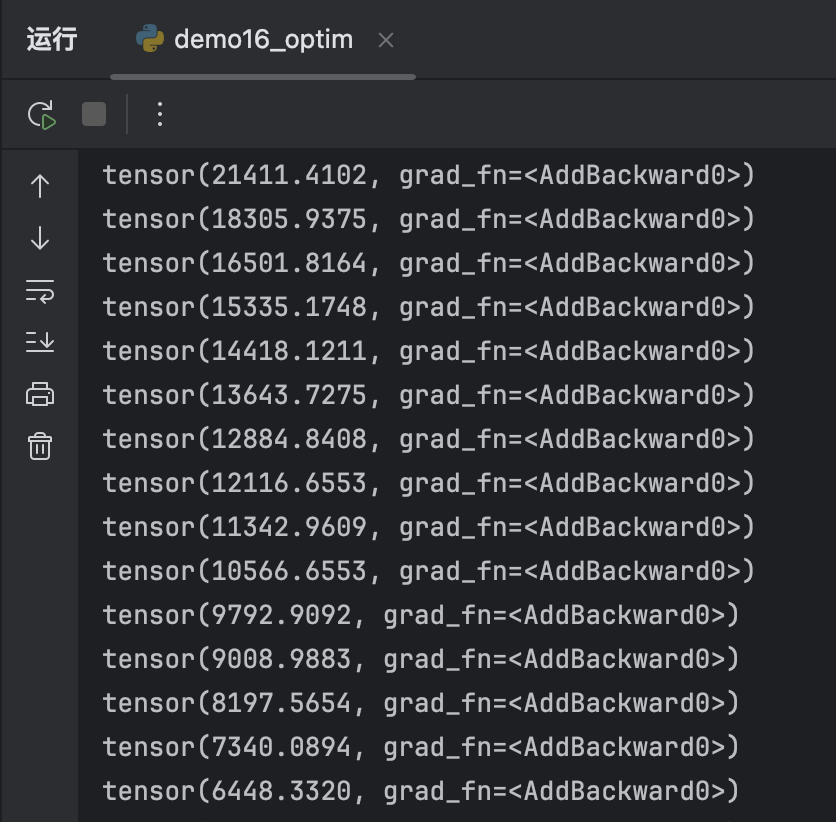 运行 demo16_optim
tensor(21411.4102, grad_fn=<AddBackward0>)
tensor(18305.9375, grad_fn=<AddBackward0>)
tensor(16501.8164, grad_fn=<AddBackward0>)
tensor(15335.1748, grad_fn=<AddBackward0>)
tensor(14418.1211, grad_fn=<AddBackward0>)
tensor(13643.7275, grad_fn=<AddBackward0>)
tensor(12884.8408, grad_fn=<AddBackward0>)
tensor(12116.6553, grad_fn=<AddBackward0>)
tensor(11342.9609, grad_fn=<AddBackward0>)
tensor(10566.6553, grad_fn=<AddBackward0>)
tensor(9792.9092, grad_fn=<AddBackward0>)
tensor(9008.9883, grad_fn=<AddBackward0>)
tensor(8197.5654, grad_fn=<AddBackward0>)
tensor(7340.0894, grad_fn=<AddBackward0>)
tensor(6448.3320, grad_fn=<AddBackward0>)